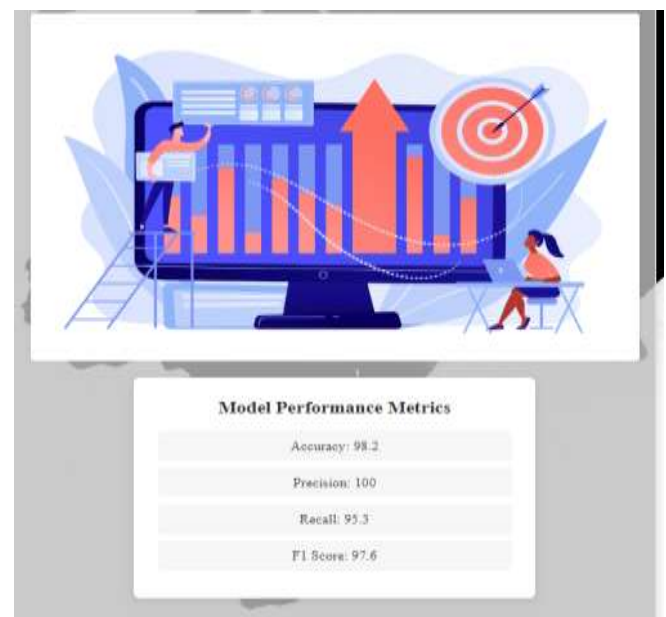 Model Performance Metrics
Accuracy: 98.2
Precision: 100
Recall: 95.3
F1 Score: 97.6